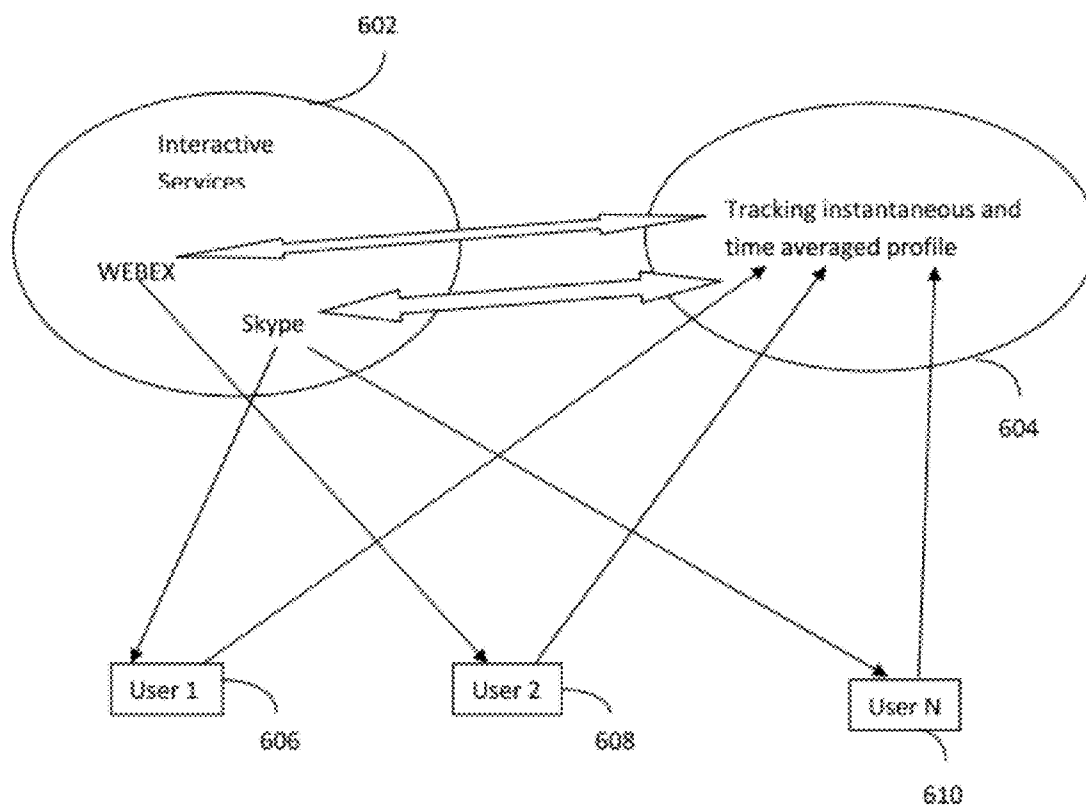 602
Interactive
Services
Tracking instantaneous and
time averaged profile
WEBEX
Skype
604
User 1
User 2
User N
606
608
610